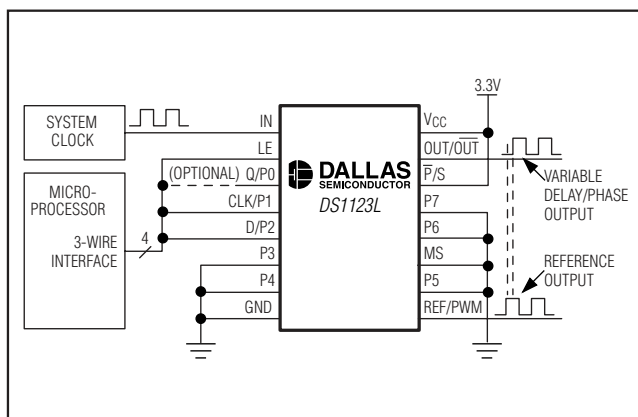 3.3V
SYSTEM
CLOCK
MICRO-
PROCESSOR
3-WIRE
INTERFACE
4
(OPTIONAL)
IN
LE
Q/P0
CLK/P1
D/P2
P3
P4
GND
DALLAS
SEMICONDUCTOR
DS1123L
VCC
OUT/O̅U̅T̅
P̅/S
P7
P6
MS
P5
REF/PWM
VARIABLE
DELAY/PHASE
OUTPUT
REFERENCE
OUTPUT